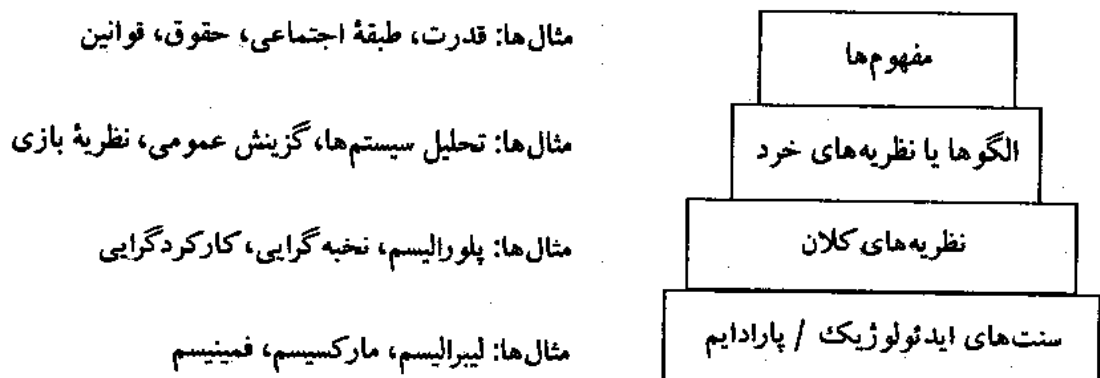 مفهوم‌ها
مثال‌ها: قدرت، طبقهٔ اجتماعی، حقوق، قوانین
الگوها یا نظریه‌های خرد
مثال‌ها: تحلیل سیستم‌ها، گزینش عمومی، نظریهٔ بازی
نظریه‌های کلان
مثال‌ها: پلورالیسم، نخبه‌گرایی، کارکردگرایی
سنت‌های ایدئولوژیک / پارادایم
مثال‌ها: لیبرالیسم، مارکسیسم، فمینیسم